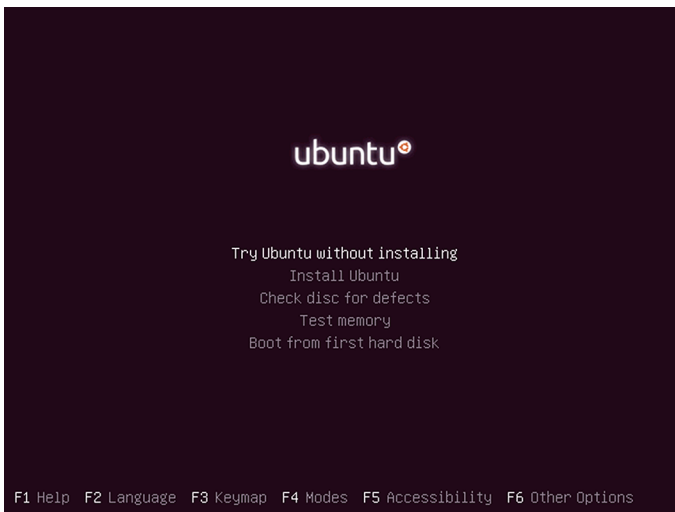 ubuntu
Try Ubuntu without installing
Install Ubuntu
Check disc for defects
Test memory
Boot from first hard disk
F1 Help F2 Language F3 Keymap F4 Modes F5 Accessibility F6 Other Options